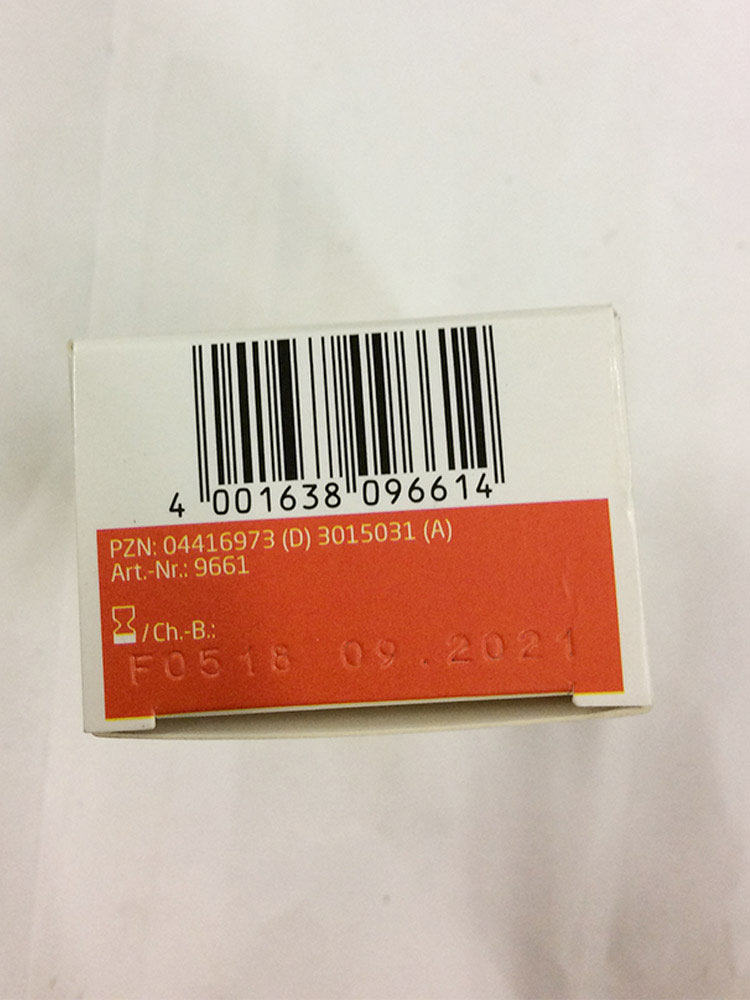 4 001638 096614
PZN: 04416973 (D) 3015031 (A)
Art.-Nr.: 9661
/ Ch.-B.:
F0518 09.2021